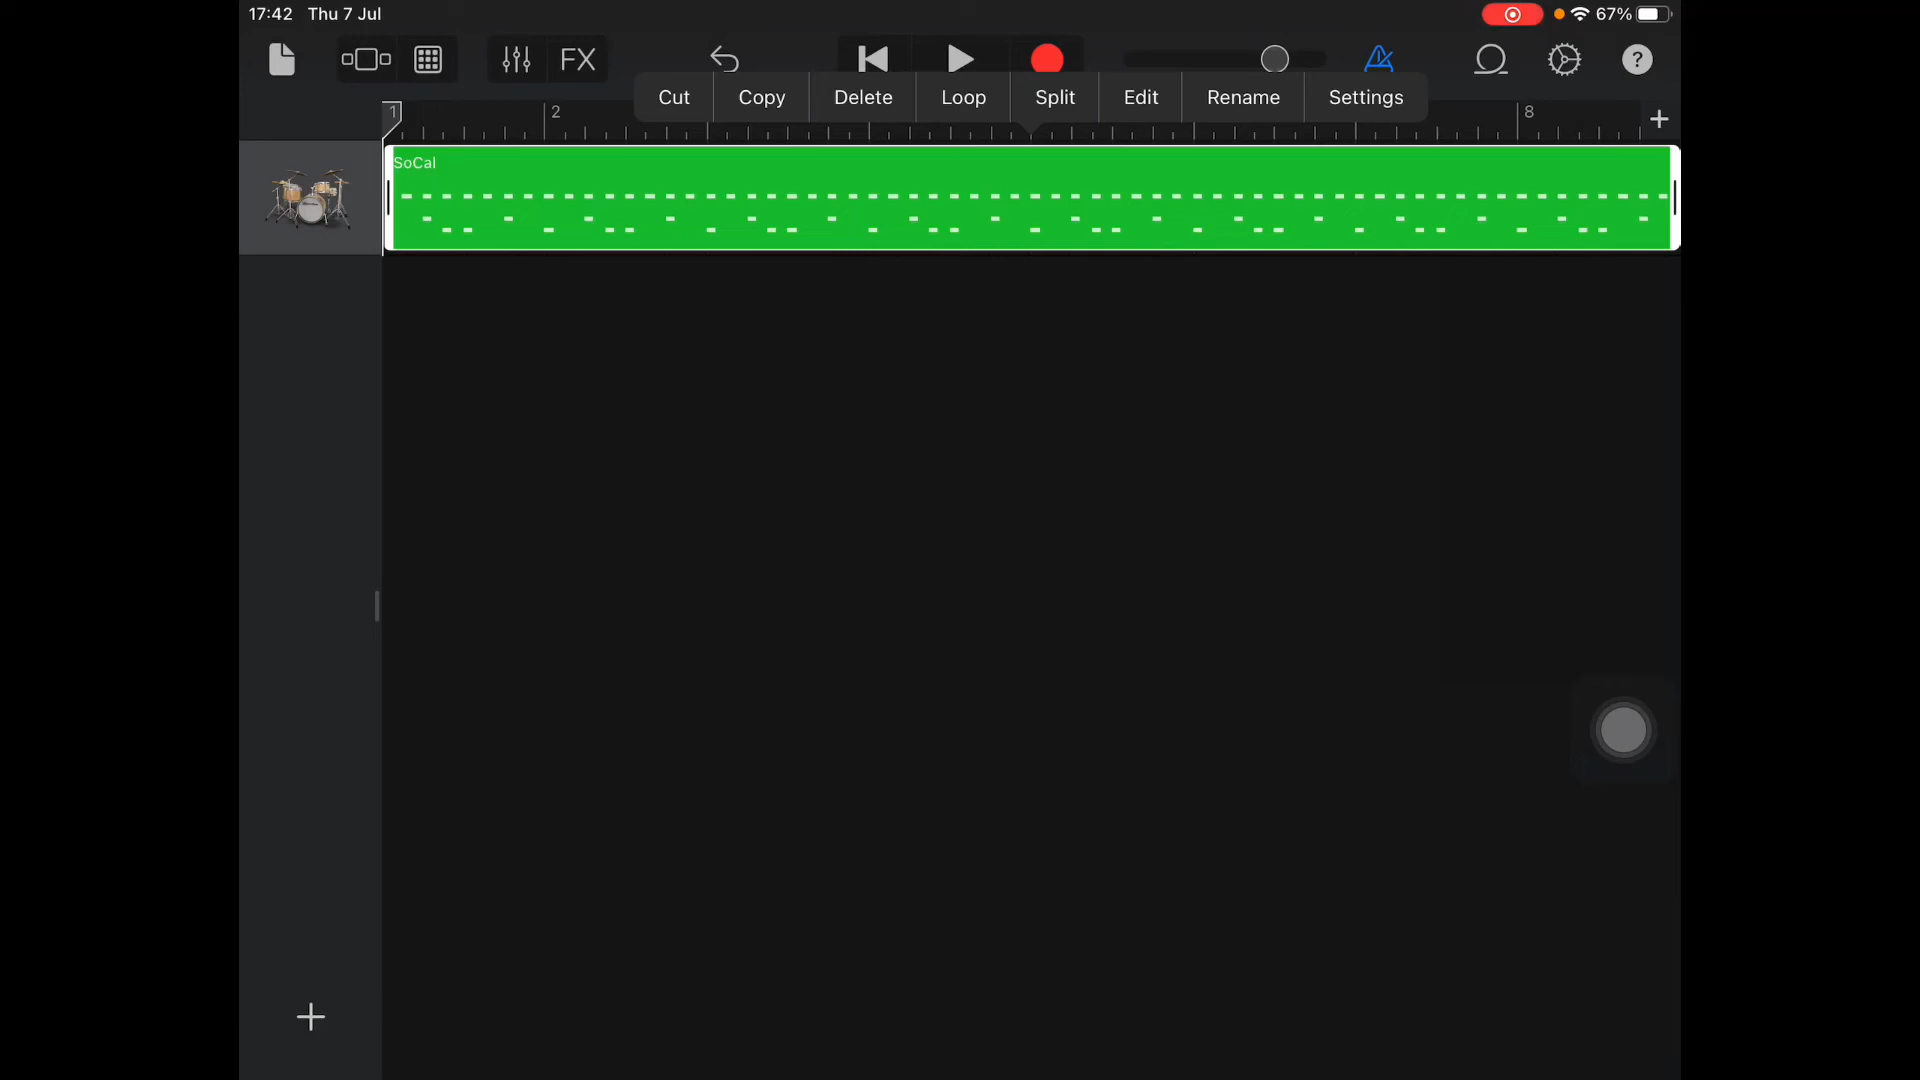 17:42 Thu 7 Jul 67%
FX ?
Cut Copy Delete Loop Split Edit Rename Settings
1 2 8
SoCal